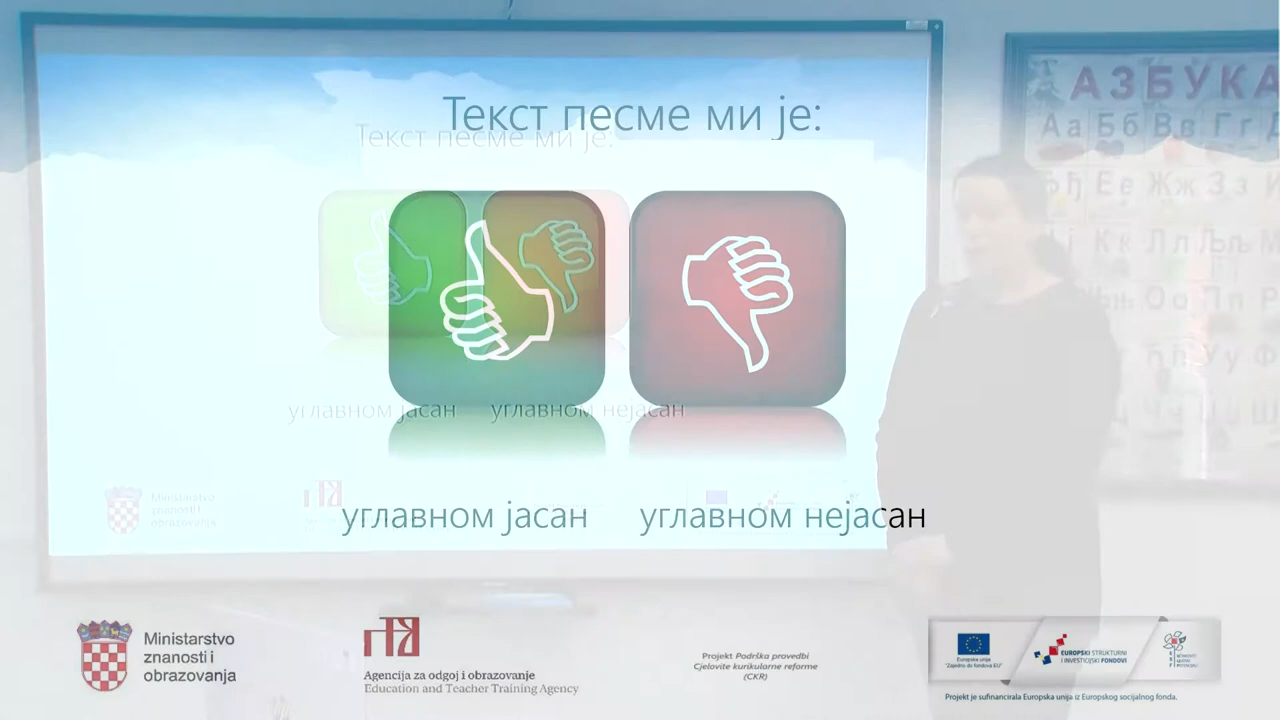 Текст песме ми је:
Текст песме ми је:
углавном јасан
углавном нејасан
углавном јасан
углавном нејасан
АЗБУКА
Аа Бб Вв Гг
Ее Жж Зз
Кк Лл Љљ
Оо Пп
Ministarstvo
znanosti i
obrazovanja
Ministarstvo
znanosti i
obrazovanja
Agencija za odgoj i obrazovanje
Education and Teacher Training Agency
Projekt Podrška provedbi
Cjelovite kurikularne reforme
(CKR)
Europska unija
"Zajedno do fondova EU"
EUROPSKI STRUKTURNI
I INVESTICIJSKI FONDOVI
Projekt je sufinancirala Europska unija iz Europskog socijalnog fonda.